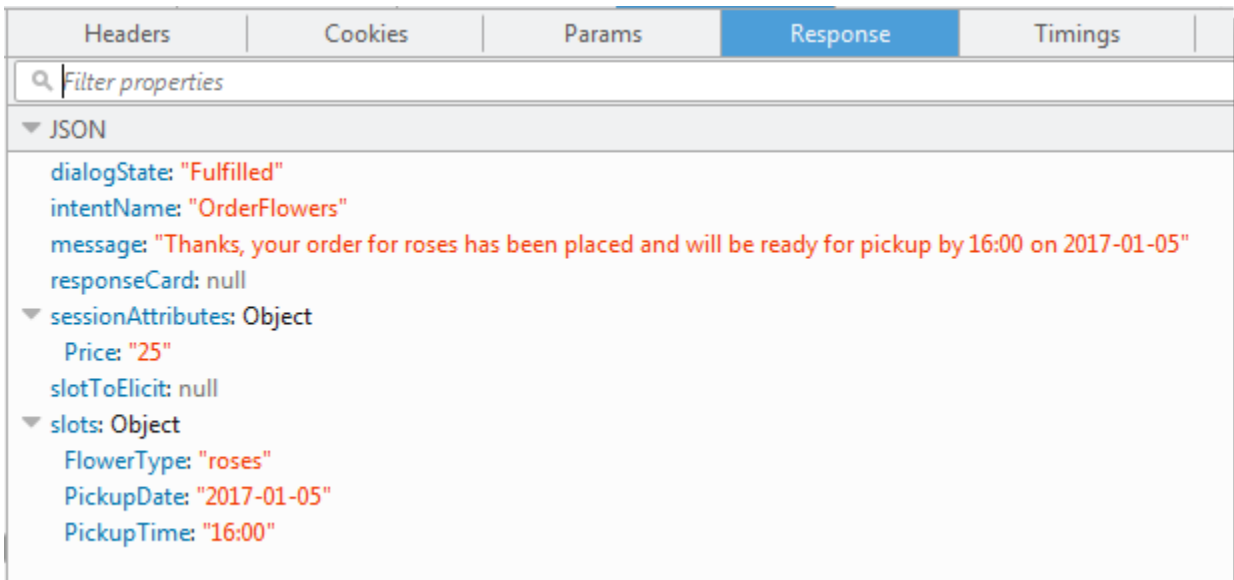 Headers Cookies Params Response Timings
Filter properties
JSON
dialogState: "Fulfilled"
intentName: "OrderFlowers"
message: "Thanks, your order for roses has been placed and will be ready for pickup by 16:00 on 2017-01-05"
responseCard: null
sessionAttributes: Object
Price: "25"
slotToElicit: null
slots: Object
FlowerType: "roses"
PickupDate: "2017-01-05"
PickupTime: "16:00"